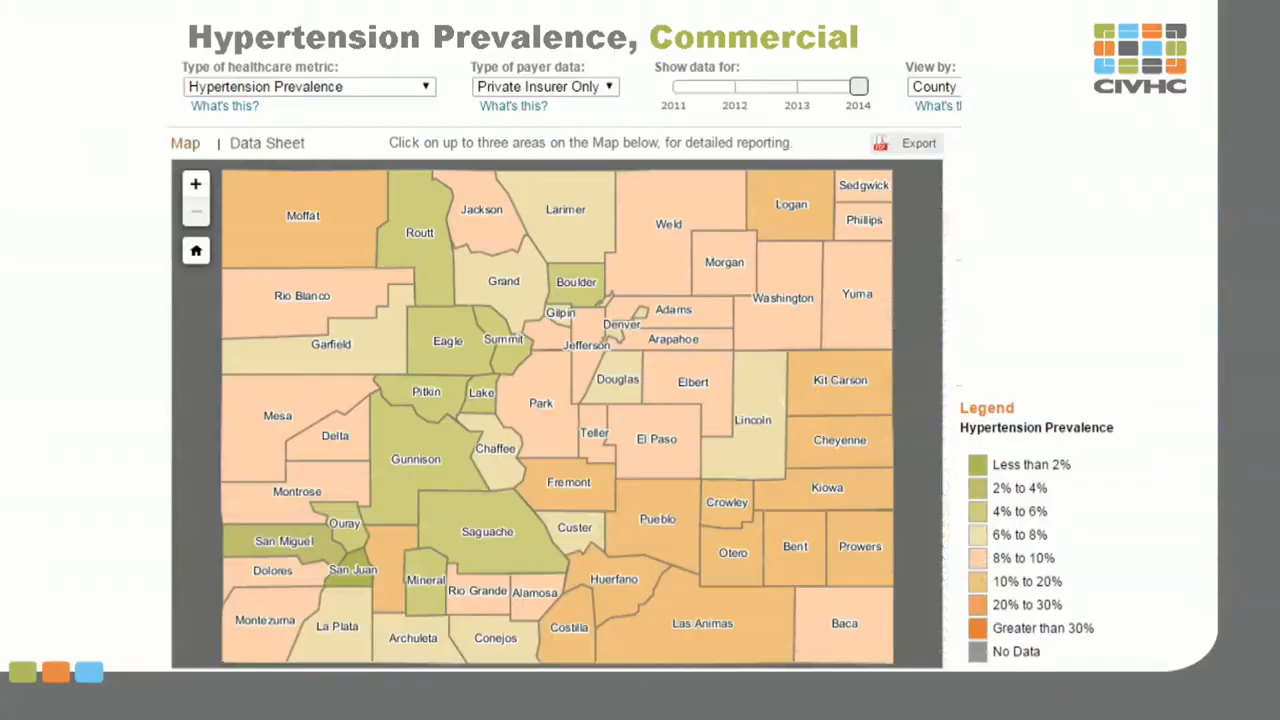 Hypertension Prevalence, Commercial
CIVHC
Type of healthcare metric:
Type of payer data:
Show data for:
View by:
Hypertension Prevalence
Private Insurer Only
County
What's this?
What's this?
2011
2012
2013
2014
What's tl
Map | Data Sheet
Click on up to three areas on the Map below, for detailed reporting.
Export
+
−
Moffat
Routt
Jackson
Larimer
Weld
Logan
Sedgwick
Phillips
Morgan
Rio Blanco
Grand
Boulder
Washington
Yuma
Gilpin
Adams
Denver
Garfield
Eagle
Summit
Jefferson
Arapahoe
Pitkin
Lake
Douglas
Elbert
Kit Carson
Mesa
Park
Lincoln
Delta
Teller
El Paso
Cheyenne
Gunnison
Chaffee
Montrose
Fremont
Kiowa
Crowley
Ouray
Pueblo
San Miguel
Saguache
Custer
Otero
Bent
Prowers
Dolores
San Juan
Mineral
Rio Grande
Alamosa
Huerfano
Montezuma
La Plata
Archuleta
Conejos
Costilla
Las Animas
Baca
Legend
Hypertension Prevalence
Less than 2%
2% to 4%
4% to 6%
6% to 8%
8% to 10%
10% to 20%
20% to 30%
Greater than 30%
No Data